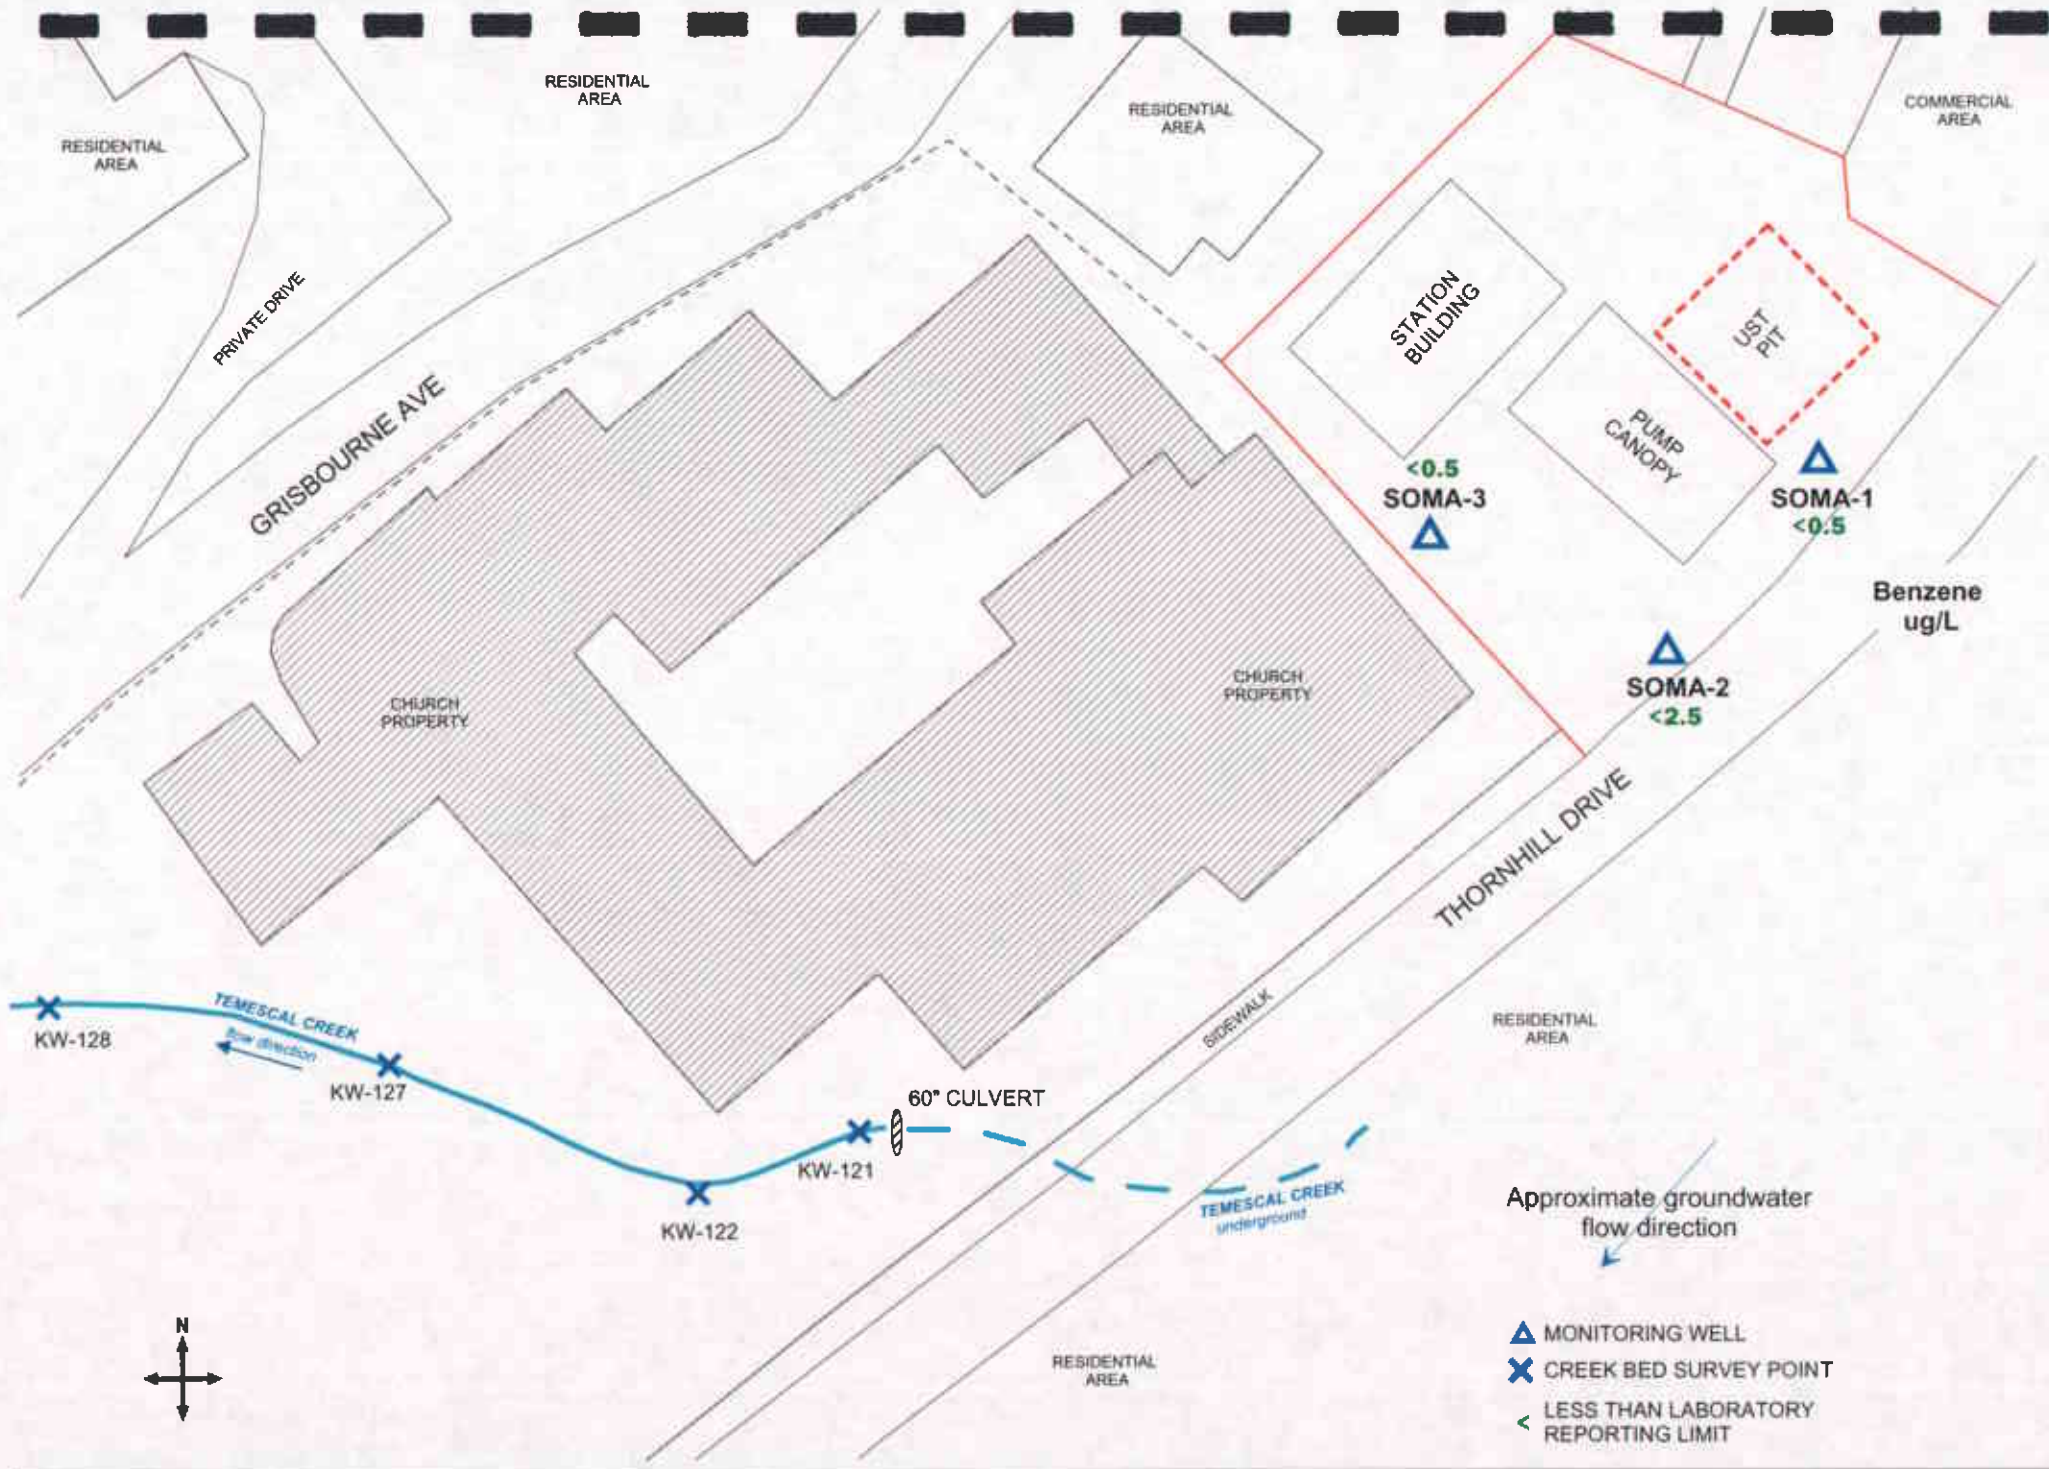 RESIDENTIAL
AREA
RESIDENTIAL
AREA
COMMERCIAL
AREA
RESIDENTIAL
AREA
PRIVATE DRIVE
STATION
BUILDING
UST
PIT
GRISBOURNE AVE
PUMP
CANOPY
<0.5
SOMA-3
SOMA-1
<0.5
Benzene
ug/L
SOMA-2
<2.5
CHURCH
PROPERTY
CHURCH
PROPERTY
THORNHILL DRIVE
SIDEWALK
RESIDENTIAL
AREA
TEMESCAL CREEK
flow direction
KW-128
KW-127
60" CULVERT
KW-121
KW-122
TEMESCAL CREEK
underground
Approximate groundwater
flow direction
N
MONITORING WELL
CREEK BED SURVEY POINT
< LESS THAN LABORATORY
REPORTING LIMIT
RESIDENTIAL
AREA